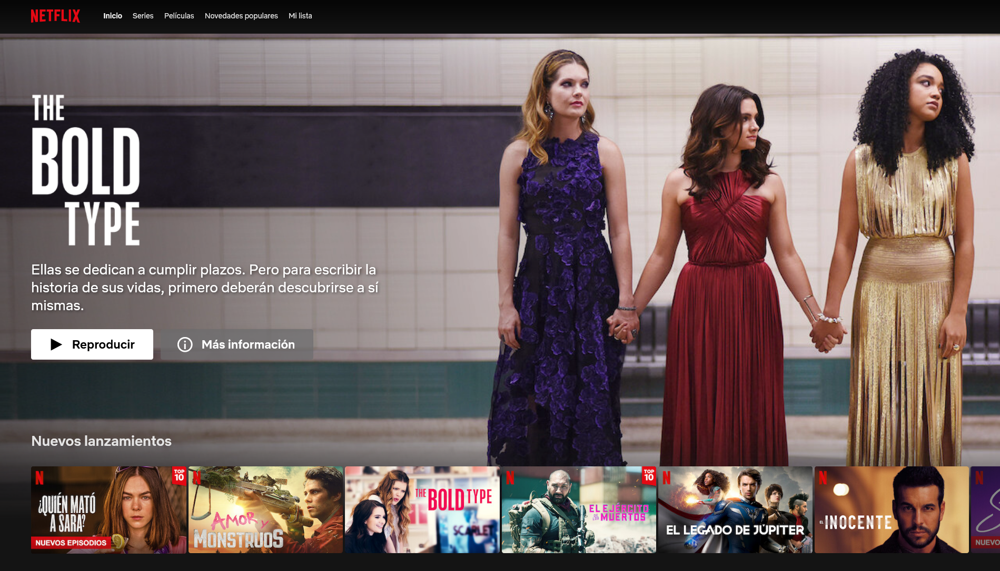 NETFLIX
Inicio
Series
Películas
Novedades populares
Mi lista
THE
BOLD
TYPE
Ellas se dedican a cumplir plazos. Pero para escribir la
historia de sus vidas, primero deberán descubrirse a sí
mismas.
Reproducir
Más información
Nuevos lanzamientos
N
TOP
10
¿QUIÉN MATÓ
A SARA?
NUEVOS EPISODIOS
N
AMOR Y
MONSTRUOS
THE BOLD TYPE
SCARLET
N
TOP
10
EL EJÉRCITO
DE LOS MUERTOS
N
EL LEGADO DE JÚPITER
N
EL INOCENTE
N
NUEVO